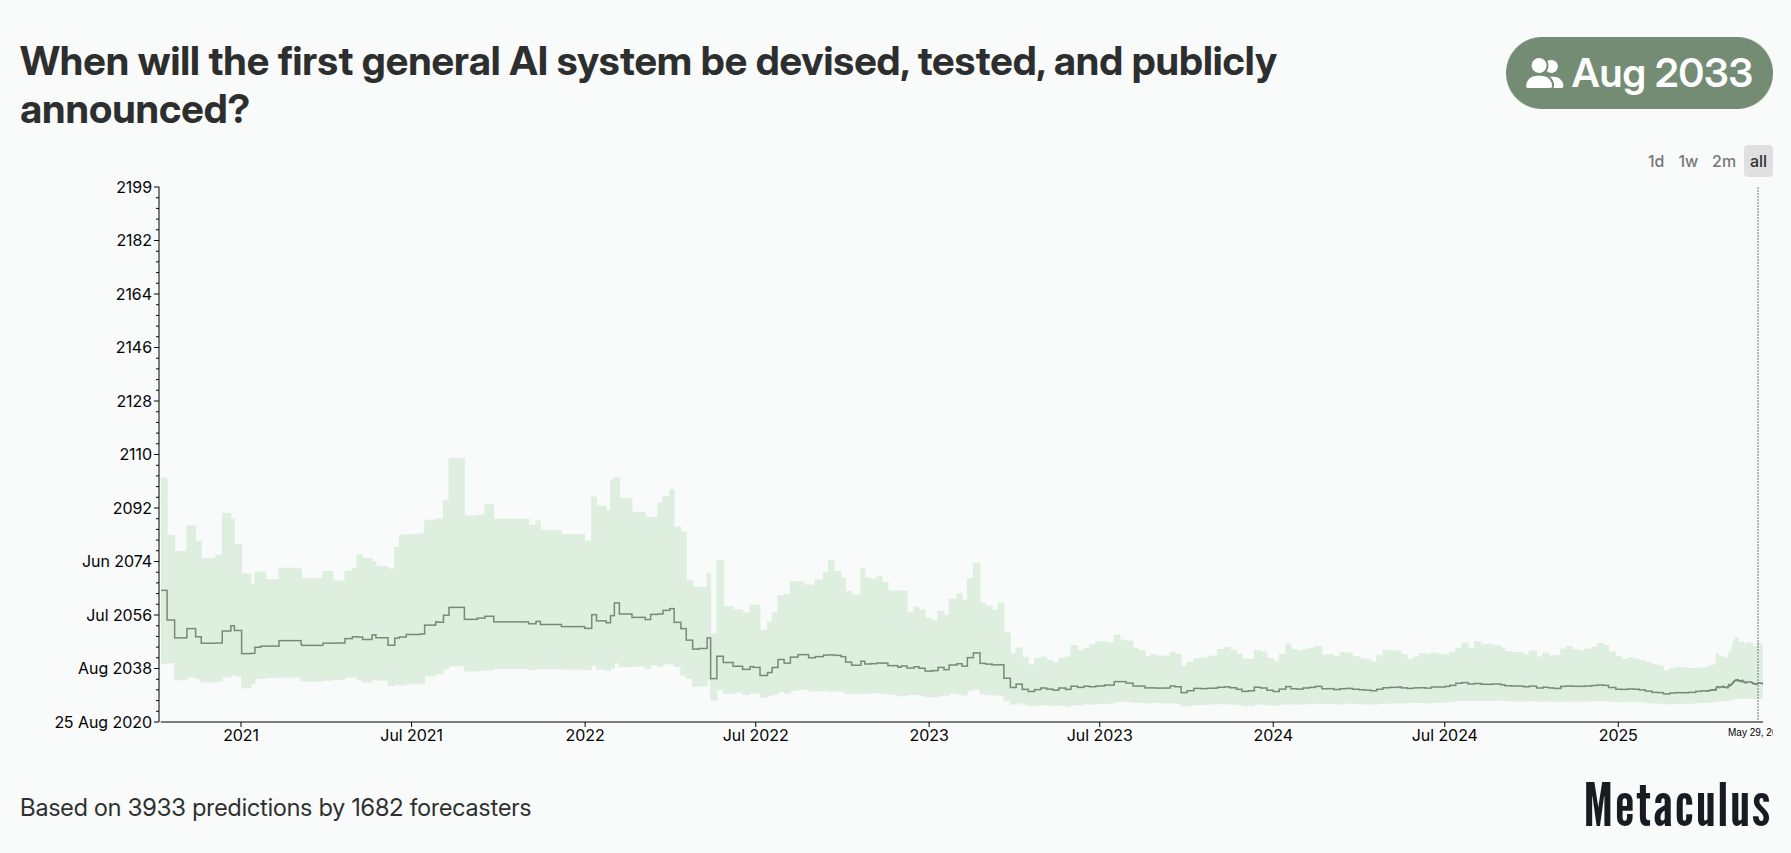 When will the first general AI system be devised, tested, and publicly
announced?
Aug 2033
1d 1w 2m all
2199
2182
2164
2146
2128
2110
2092
Jun 2074
Jul 2056
Aug 2038
25 Aug 2020
2021 Jul 2021 2022 Jul 2022 2023 Jul 2023 2024 Jul 2024 2025
May 29, 2
Based on 3933 predictions by 1682 forecasters
Metaculus